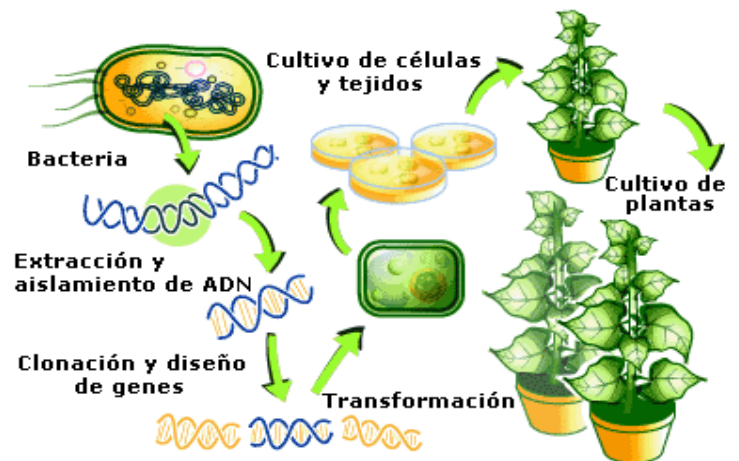 Bacteria
Extracción y
aislamiento de ADN
Clonación y diseño
de genes
Transformación
Cultivo de células
y tejidos
Cultivo de
plantas